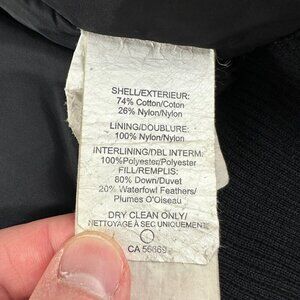 SHELL/EXTERIEUR:
74% Cotton/Coton
26% Nylon/Nylon
LINING/DOUBLURE:
100% Nylon/Nylon
INTERLINING/DBL INTERM:
100%Polyester/Polyester
FILL/REMPLIS:
80% Down/Duvet
20% Waterfowl Feathers/
Plumes O'Oiseau
DRY CLEAN ONLY/
NETTOYAGE À SEC UNIQUEMENT
CA 56869